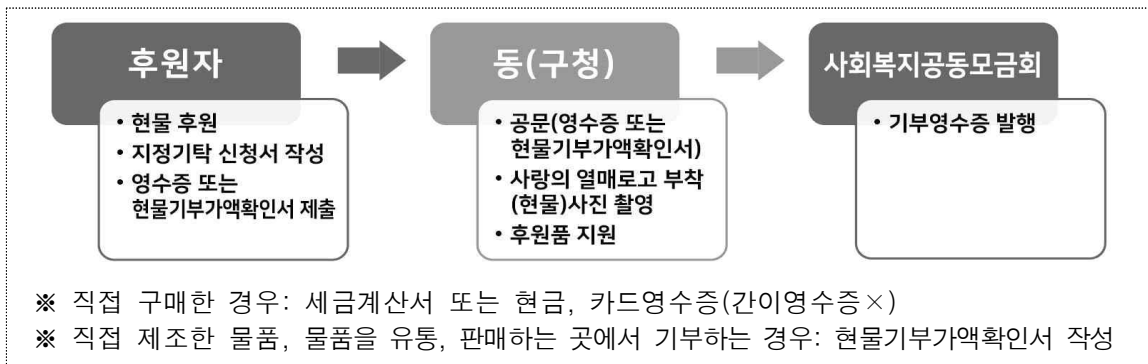 후원자
• 현물 후원
• 지정기탁 신청서 작성
• 영수증 또는
현물기부가액확인서 제출
동(구청)
• 공문(영수증 또는
현물기부가액확인서)
• 사랑의 열매로고 부착
(현물)사진 촬영
• 후원품 지원
사회복지공동모금회
• 기부영수증 발행
※ 직접 구매한 경우: 세금계산서 또는 현금, 카드영수증(간이영수증×)
※ 직접 제조한 물품, 물품을 유통, 판매하는 곳에서 기부하는 경우: 현물기부가액확인서 작성